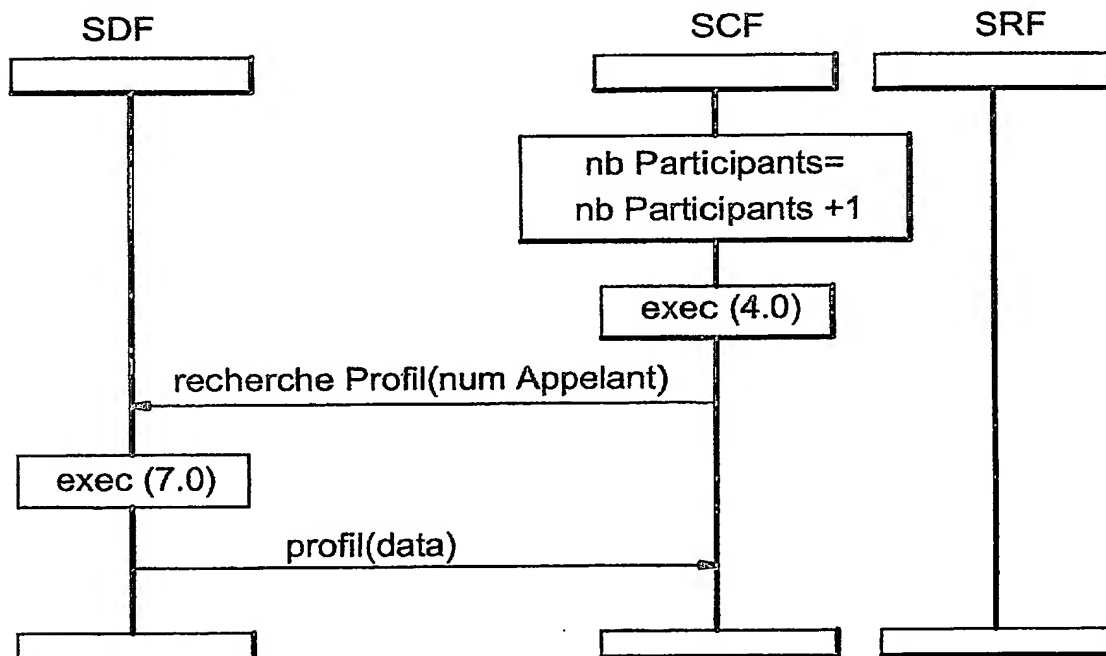 SDF
SCF
SRF
nb Participants=
nb Participants +1
exec (4.0)
recherche Profil(num Appelant)
exec (7.0)
profil(data)